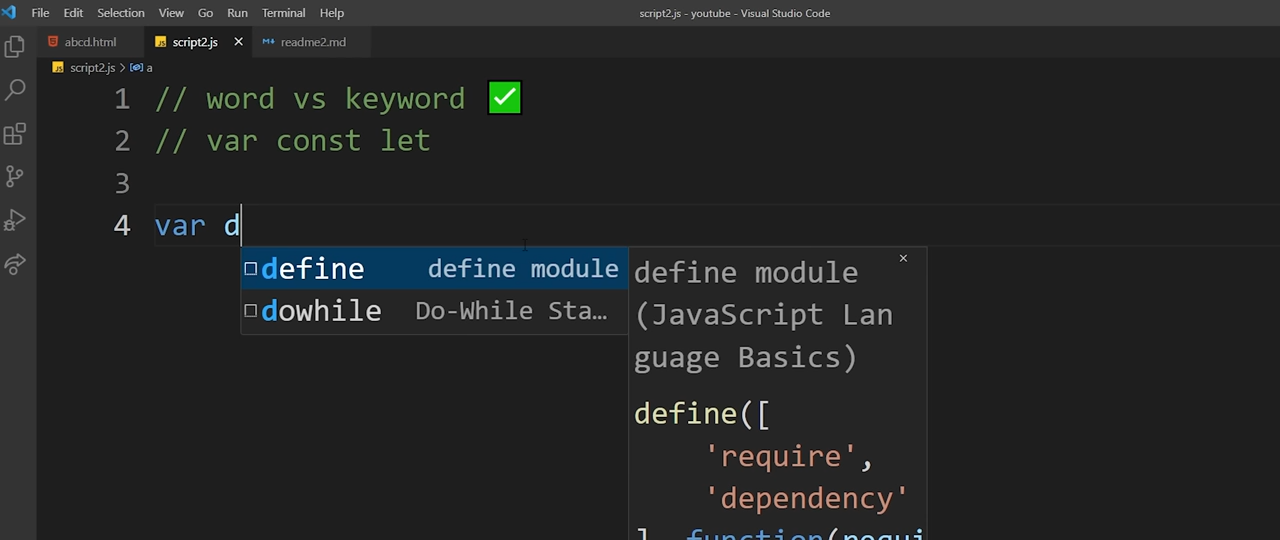 File Edit Selection View Go Run Terminal Help
script2.js - youtube - Visual Studio Code
abcd.html script2.js readme2.md
script2.js > a
1 // word vs keyword ✅
2 // var const let
3
4 var d
define define module
dowhile Do-While Sta...
define module
(JavaScript Lan
guage Basics)
define([
'require',
'dependency'
], function(requi